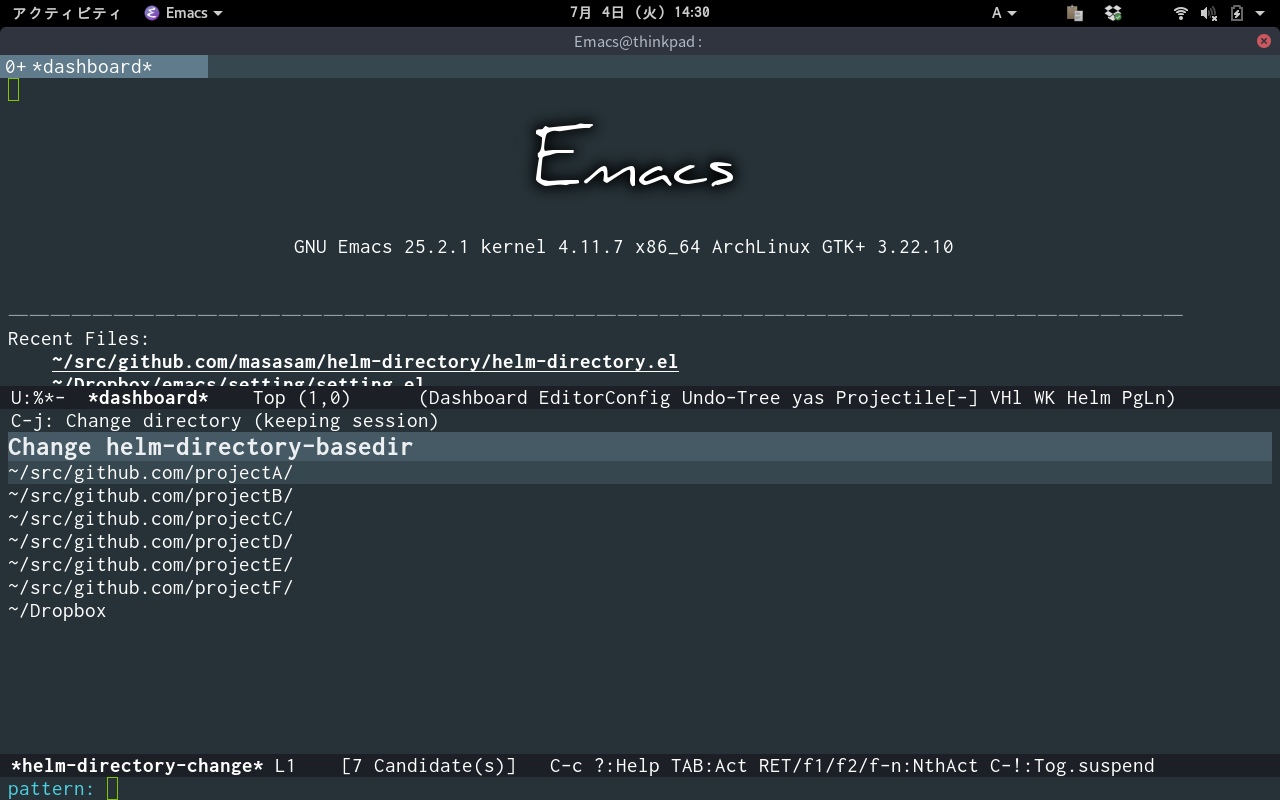 アクティビティ Emacs 7月 4日 (火) 14:30 A
Emacs@thinkpad:
0+ *dashboard*
Emacs
GNU Emacs 25.2.1 kernel 4.11.7 x86_64 ArchLinux GTK+ 3.22.10
Recent Files:
~/src/github.com/masasam/helm-directory/helm-directory.el
~/Dropbox/emacs/setting/setting.el
U:%*- *dashboard* Top (1,0) (Dashboard EditorConfig Undo-Tree yas Projectile[-] VHl WK Helm PgLn)
C-j: Change directory (keeping session)
Change helm-directory-basedir
~/src/github.com/projectA/
~/src/github.com/projectB/
~/src/github.com/projectC/
~/src/github.com/projectD/
~/src/github.com/projectE/
~/src/github.com/projectF/
~/Dropbox
*helm-directory-change* L1 [7 Candidate(s)] C-c ?:Help TAB:Act RET/f1/f2/f-n:NthAct C-!:Tog.suspend
pattern: